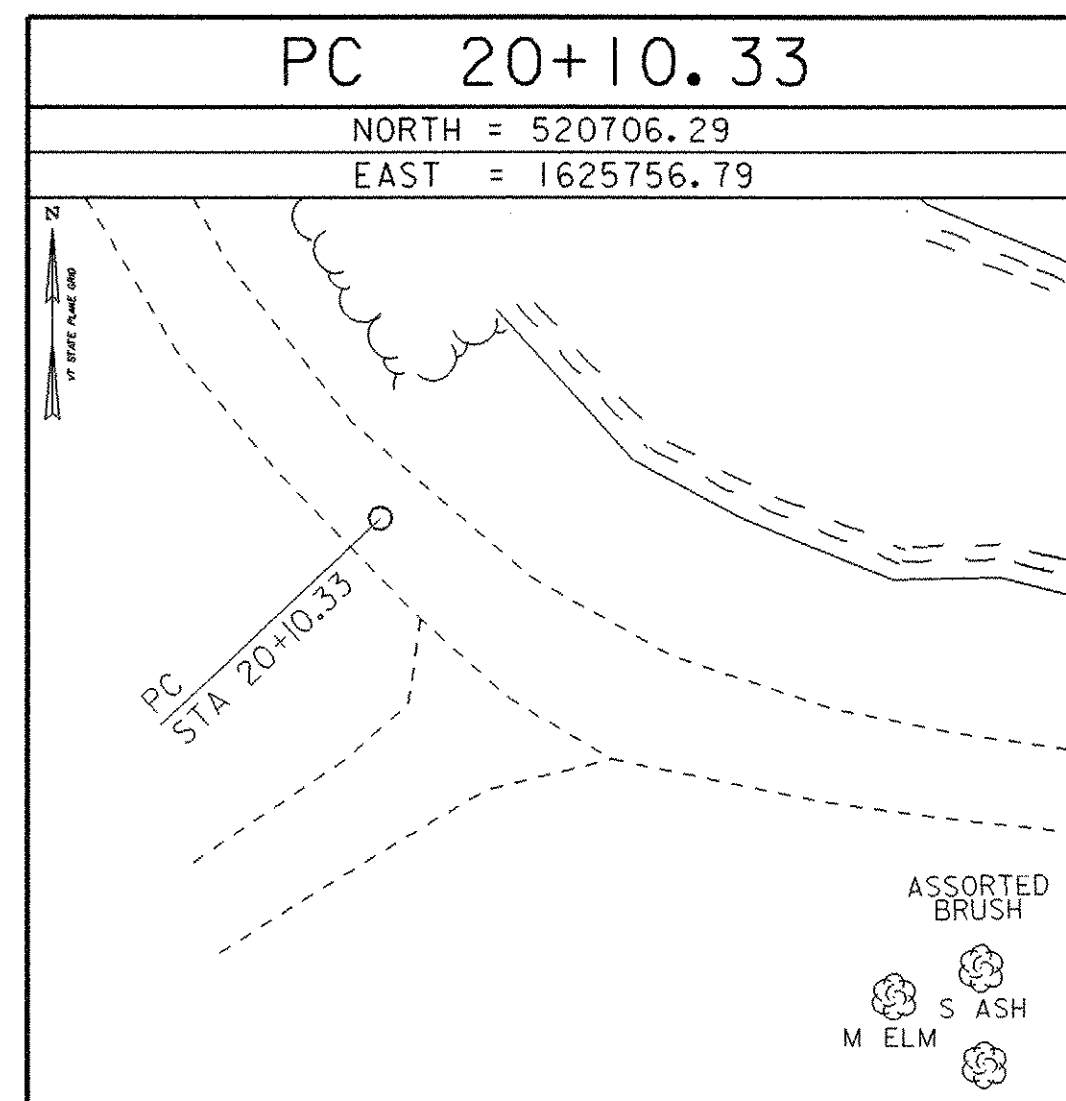 PC 20+10.33
NORTH = 520706.29
EAST = 1625756.79
N
VT STATE PLANE GRID
PC
STA 20+10.33
ASSORTED
BRUSH
S ASH
M ELM